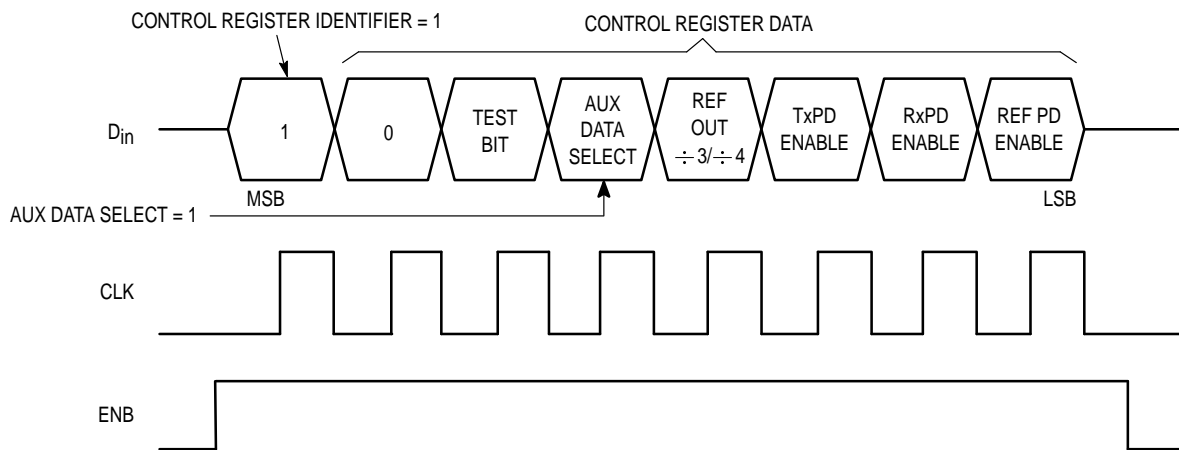 CONTROL REGISTER IDENTIFIER = 1
CONTROL REGISTER DATA
Din
1
0
TEST
BIT
AUX
DATA
SELECT
REF
OUT
÷3/÷4
TxPD
ENABLE
RxPD
ENABLE
REF PD
ENABLE
MSB
LSB
AUX DATA SELECT = 1
CLK
ENB